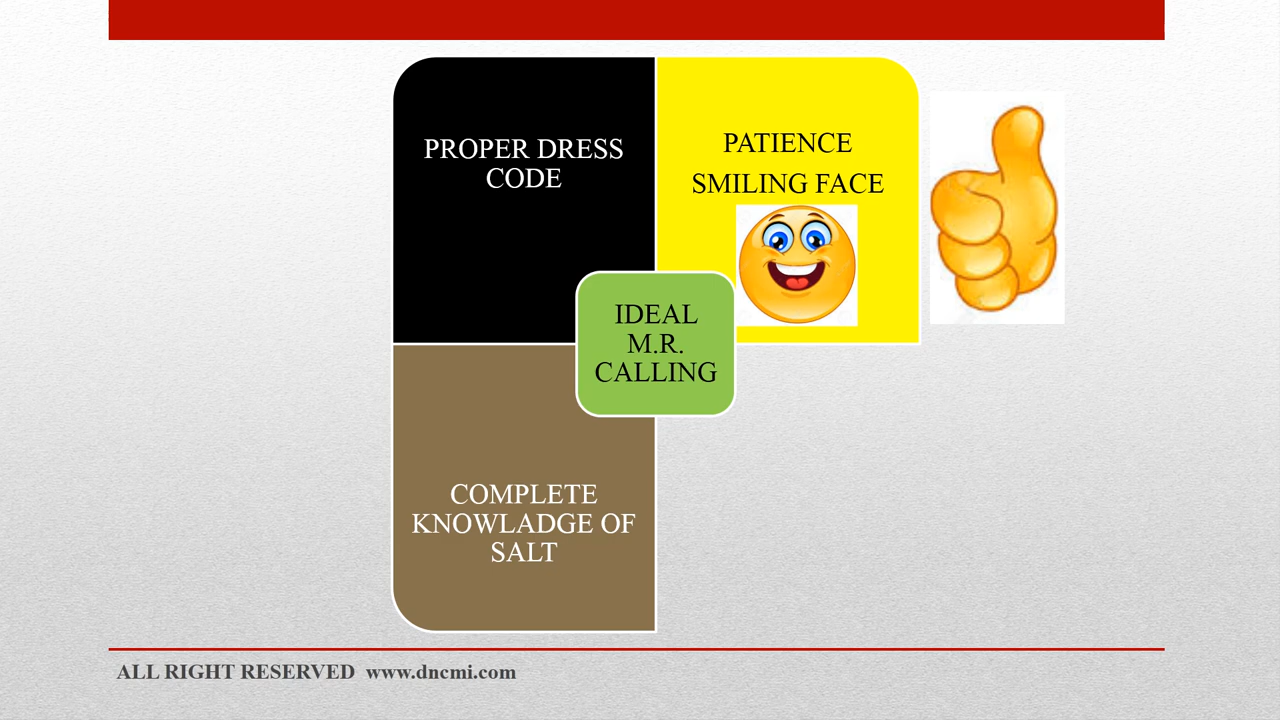 PROPER DRESS
CODE
PATIENCE
SMILING FACE
IDEAL
M.R.
CALLING
COMPLETE
KNOWLADGE OF
SALT
ALL RIGHT RESERVED  www.dncmi.com